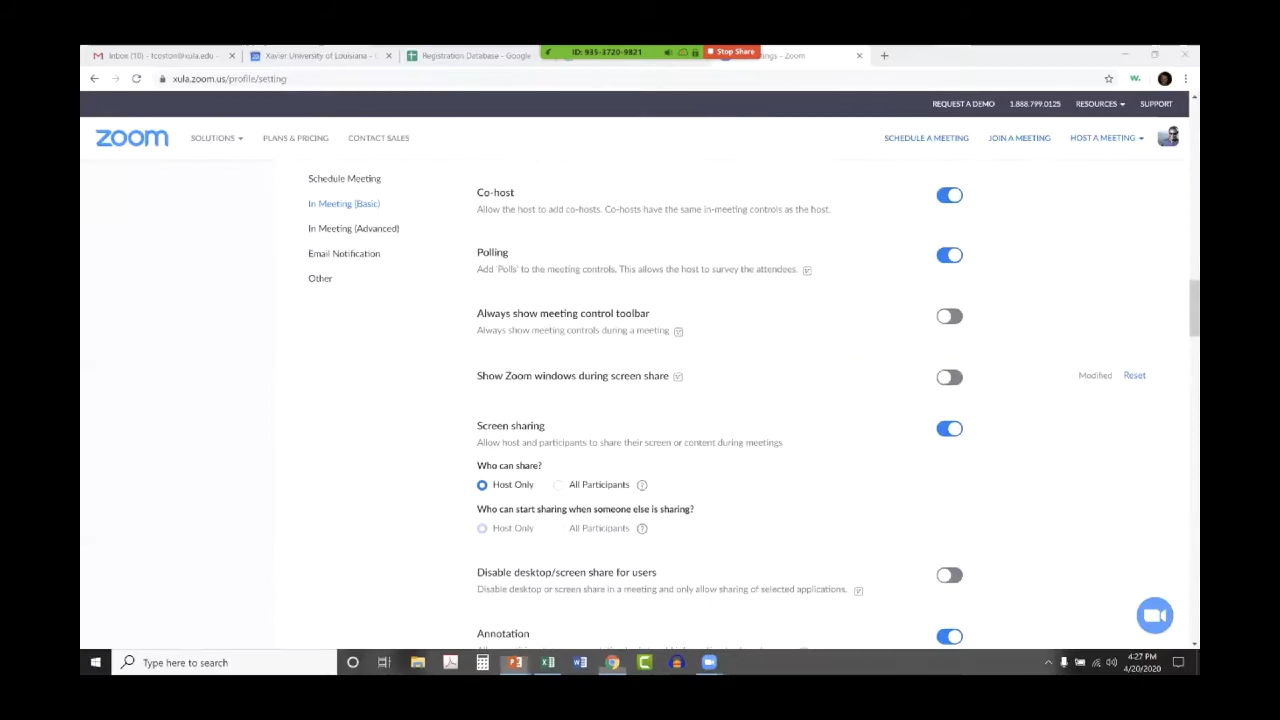 Inbox (10) - tcoston@xula.edu -
Xavier University of Louisiana -
Registration Database - Google
ID: 935-3720-9821
Stop Share
ngs - Zoom
xula.zoom.us/profile/setting
W.
REQUEST A DEMO
1.888.799.0125
RESOURCES
SUPPORT
zoom
SOLUTIONS
PLANS & PRICING
CONTACT SALES
SCHEDULE A MEETING
JOIN A MEETING
HOST A MEETING
Schedule Meeting
In Meeting (Basic)
In Meeting (Advanced)
Email Notification
Other
Co-host
Allow the host to add co-hosts. Co-hosts have the same in-meeting controls as the host.
Polling
Add 'Polls' to the meeting controls. This allows the host to survey the attendees.
Always show meeting control toolbar
Always show meeting controls during a meeting
Show Zoom windows during screen share
Modified
Reset
Screen sharing
Allow host and participants to share their screen or content during meetings
Who can share?
Host Only
All Participants
Who can start sharing when someone else is sharing?
Host Only
All Participants
Disable desktop/screen share for users
Disable desktop or screen share in a meeting and only allow sharing of selected applications.
Annotation
Type here to search
4:27 PM
4/20/2020